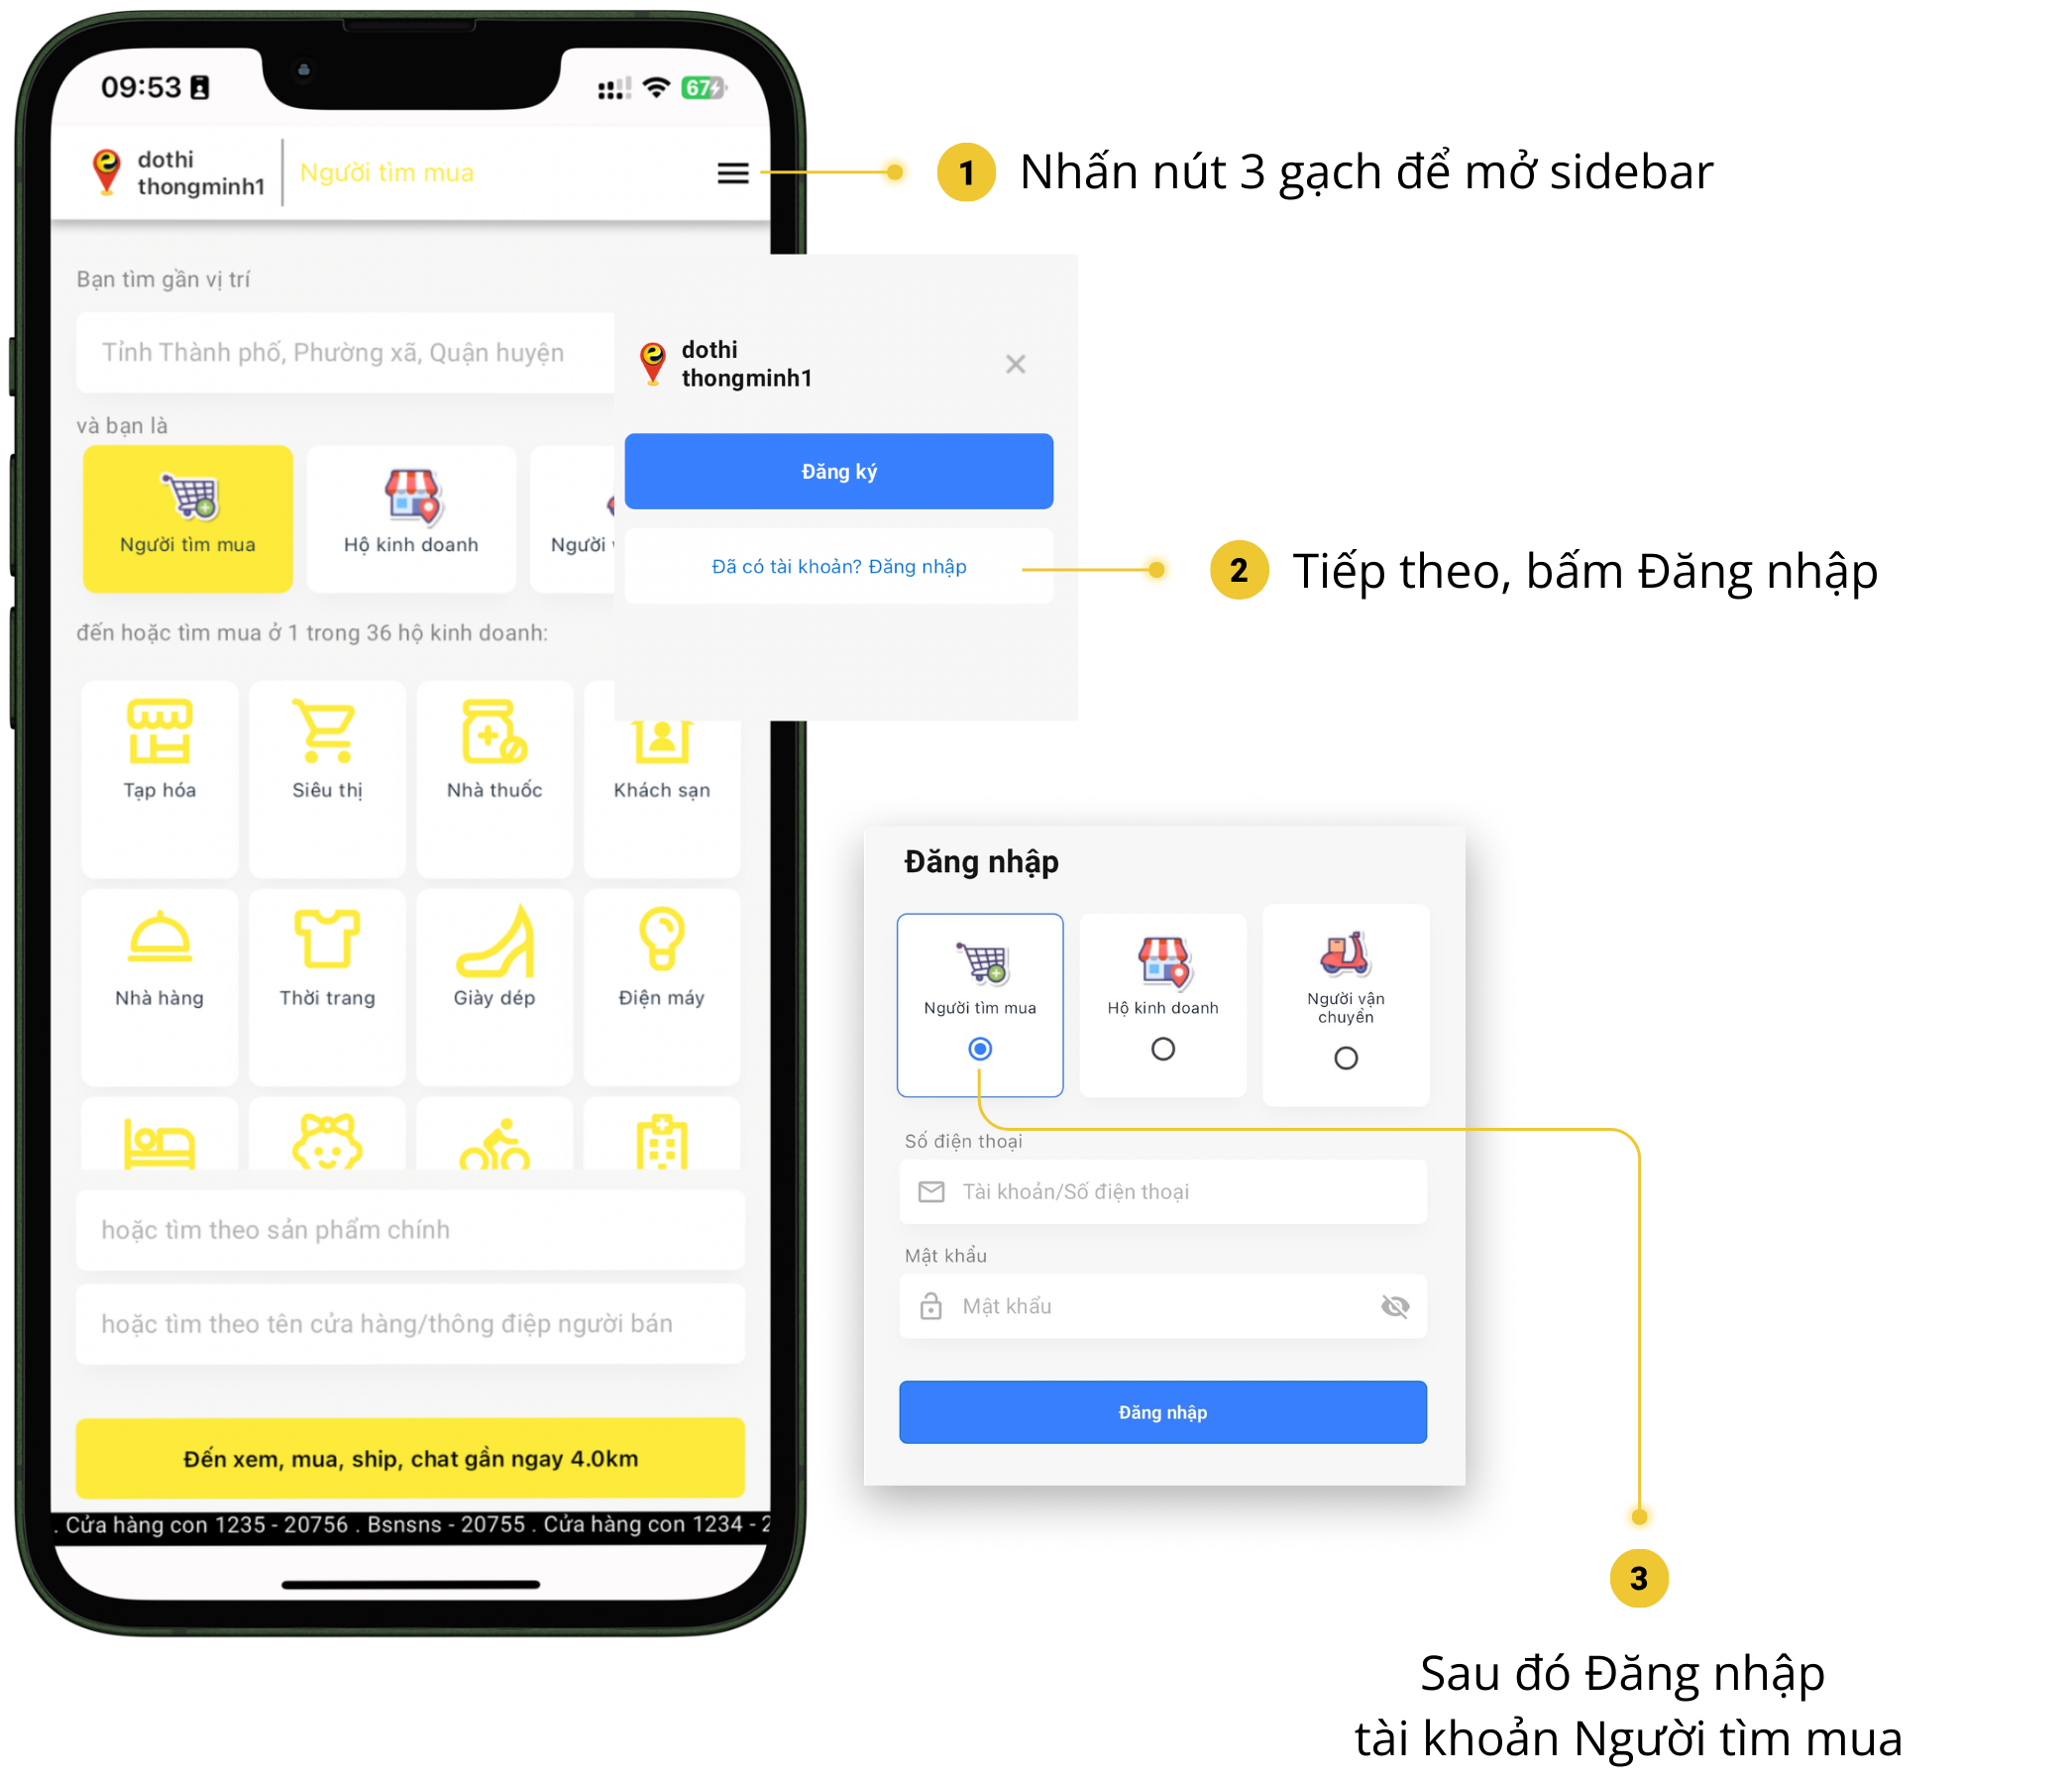 09:53
67
dothi
thongminh1
Người tìm mua
1 Nhấn nút 3 gạch để mở sidebar
Bạn tìm gần vị trí
Tỉnh Thành phố, Phường xã, Quận huyện
và bạn là
Người tìm mua
Hộ kinh doanh
Người
dothi
thongminh1
Đăng ký
Đã có tài khoản? Đăng nhập
2 Tiếp theo, bấm Đăng nhập
đến hoặc tìm mua ở 1 trong 36 hộ kinh doanh:
Tạp hóa
Siêu thị
Nhà thuốc
Khách sạn
Nhà hàng
Thời trang
Giày dép
Điện máy
hoặc tìm theo sản phẩm chính
hoặc tìm theo tên cửa hàng/thông điệp người bán
Đến xem, mua, ship, chat gần ngay 4.0km
. Cửa hàng con 1235 - 20756 . Bsnsns - 20755 . Cửa hàng con 1234 - 2
Đăng nhập
Người tìm mua
Hộ kinh doanh
Người vận
chuyển
Số điện thoại
Tài khoản/Số điện thoại
Mật khẩu
Mật khẩu
Đăng nhập
3
Sau đó Đăng nhập
tài khoản Người tìm mua